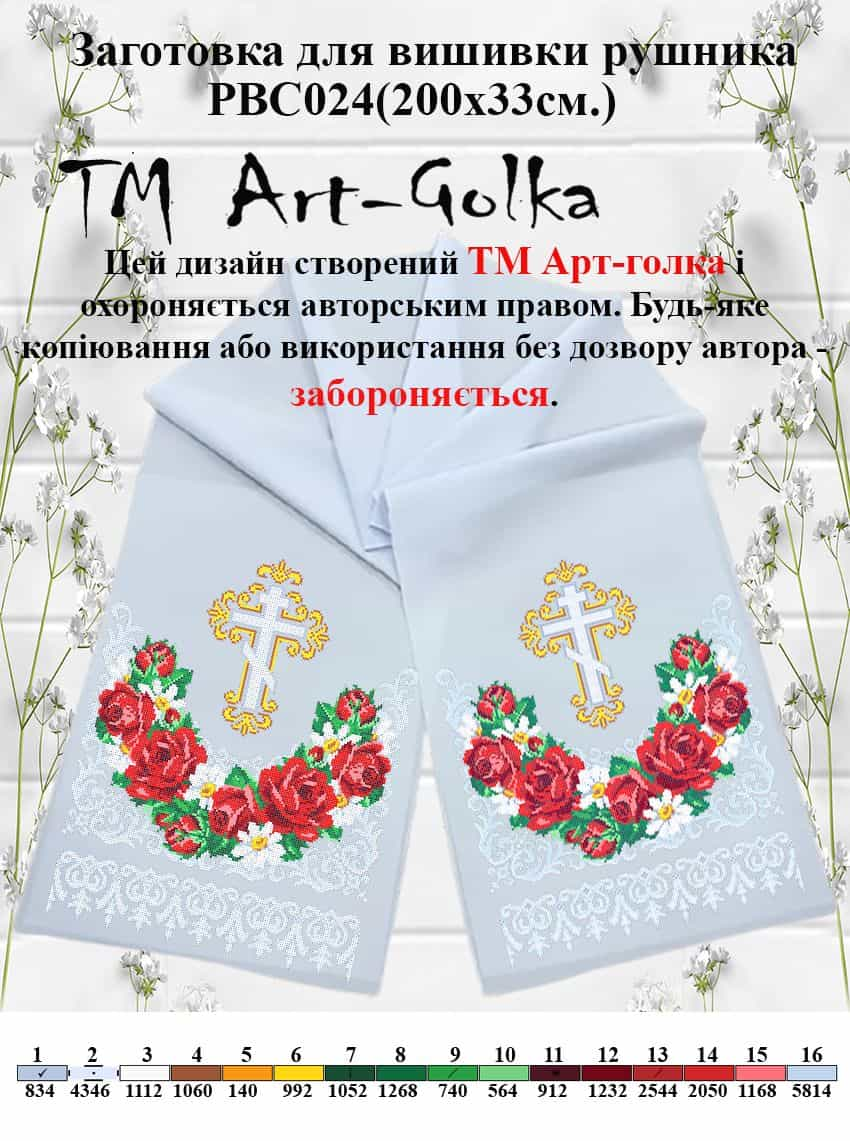 Заготовка для вишивки рушника
РВС024(200х33см.)
TM Art-Golka
Цей дизайн створений ТМ Арт-голка і
охороняється авторським правом. Будь-яке
копіювання або використання без дозвору автора -
забороняється.
1 2 3 4 5 6 7 8 9 10 11 12 13 14 15 16
834 4346 1112 1060 140 992 1052 1268 740 564 912 1232 2544 2050 1168 5814